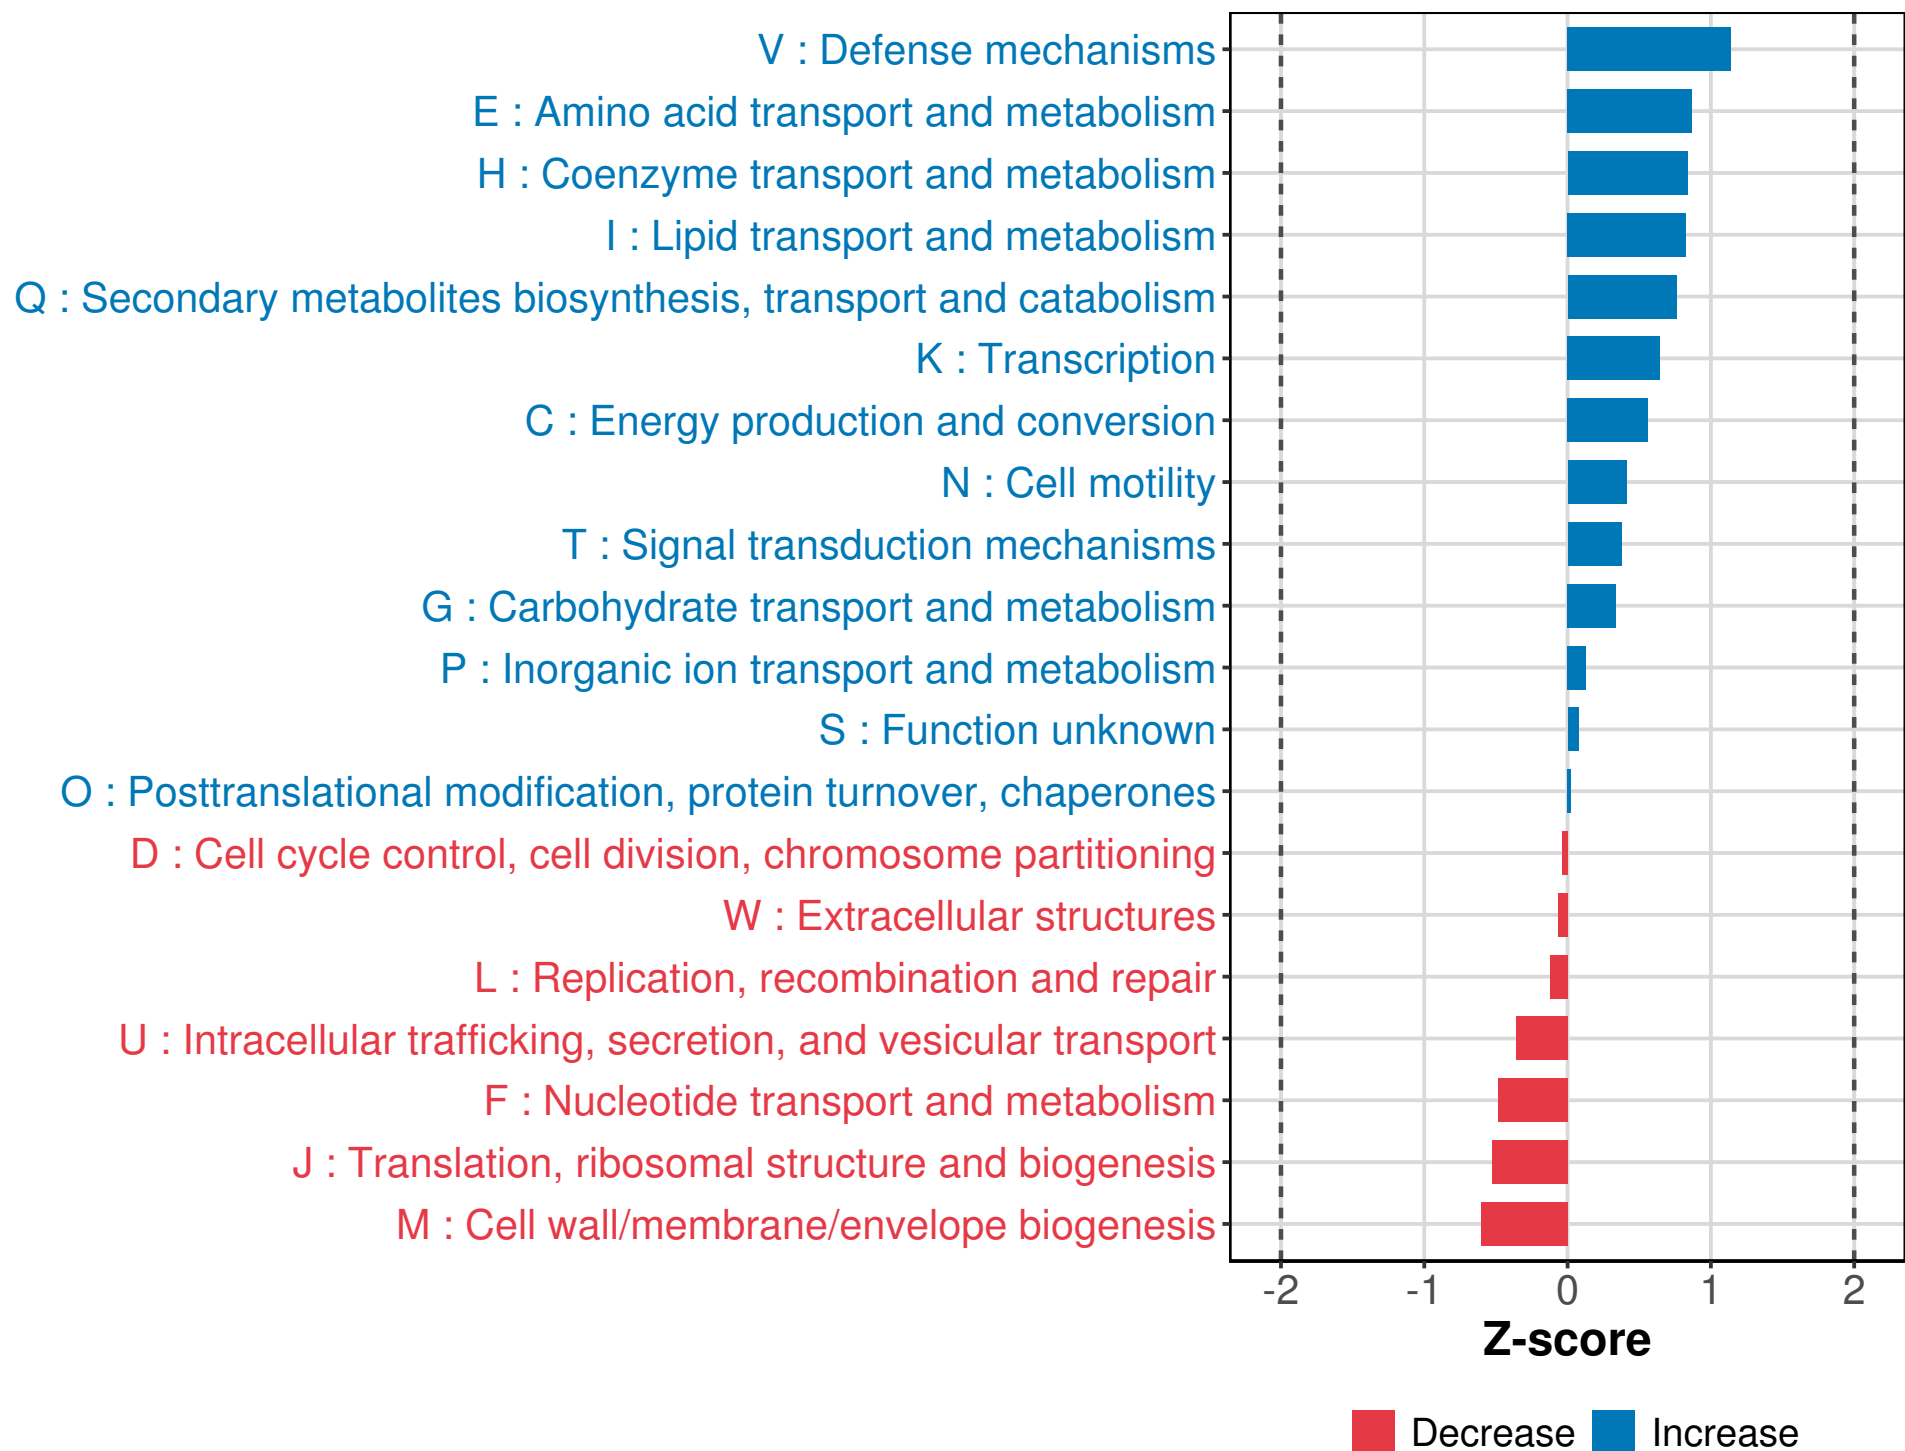 V : Defense mechanisms
E : Amino acid transport and metabolism
H : Coenzyme transport and metabolism
I : Lipid transport and metabolism
Q : Secondary metabolites biosynthesis, transport and catabolism
K : Transcription
C : Energy production and conversion
N : Cell motility
T : Signal transduction mechanisms
G : Carbohydrate transport and metabolism
P : Inorganic ion transport and metabolism
S : Function unknown
O : Posttranslational modification, protein turnover, chaperones
D : Cell cycle control, cell division, chromosome partitioning
W : Extracellular structures
L : Replication, recombination and repair
U : Intracellular trafficking, secretion, and vesicular transport
F : Nucleotide transport and metabolism
J : Translation, ribosomal structure and biogenesis
M : Cell wall/membrane/envelope biogenesis
-2 -1 0 1 2
Z-score
Decrease Increase